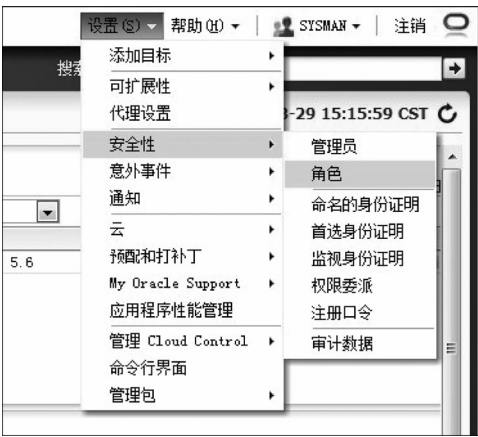 设置(S) 帮助(H) SYSMAN 注销
添加目标
搜索
可扩展性
代理设置
-29 15:15:59 CST
安全性
管理员
意外事件
角色
通知
命名的身份证明
云
首选身份证明
5.6
预配和打补丁
监视身份证明
My Oracle Support
权限委派
应用程序性能管理
注册口令
管理 Cloud Control
审计数据
命令行界面
管理包